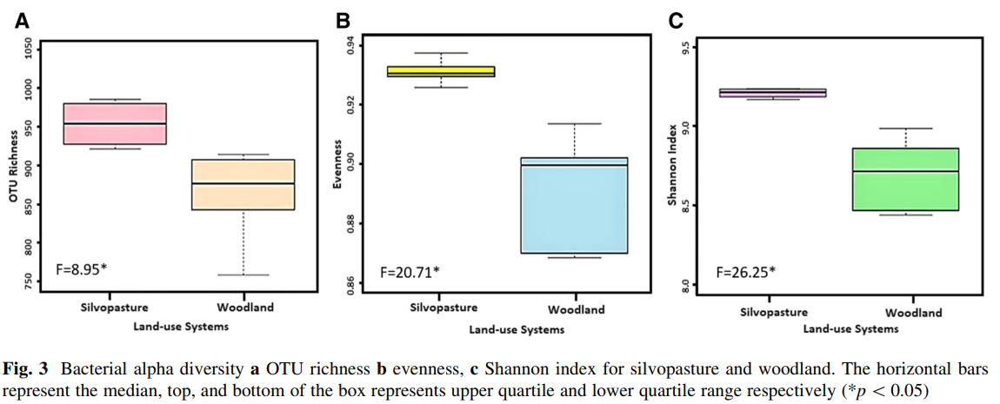 A
B
C
1050
1000
950
900
850
800
750
OTU Richness
F=8.95*
Silvopasture
Woodland
Land-use Systems
0.94
0.92
0.90
0.88
0.86
Evenness
F=20.71*
Silvopasture
Woodland
Land-use Systems
9.5
9.0
8.5
8.0
Shannon Index
F=26.25*
Silvopasture
Woodland
Land-use Systems
Fig. 3 Bacterial alpha diversity a OTU richness b evenness, c Shannon index for silvopasture and woodland. The horizontal bars
represent the median, top, and bottom of the box represents upper quartile and lower quartile range respectively (*p < 0.05)